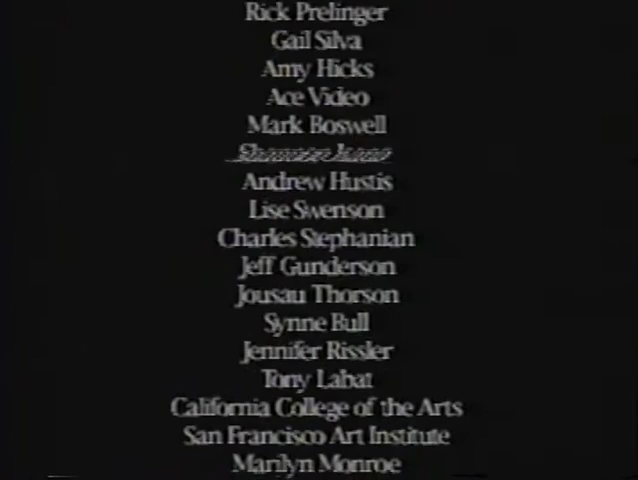 Rick Prelinger
Gail Silva
Amy Hicks
Ace Video
Mark Boswell
Andrew Hustis
Lise Swenson
Charles Stephanian
Jeff Gunderson
Jousau Thorson
Synne Bull
Jennifer Rissler
Tony Labat
California College of the Arts
San Francisco Art Institute
Marilyn Monroe